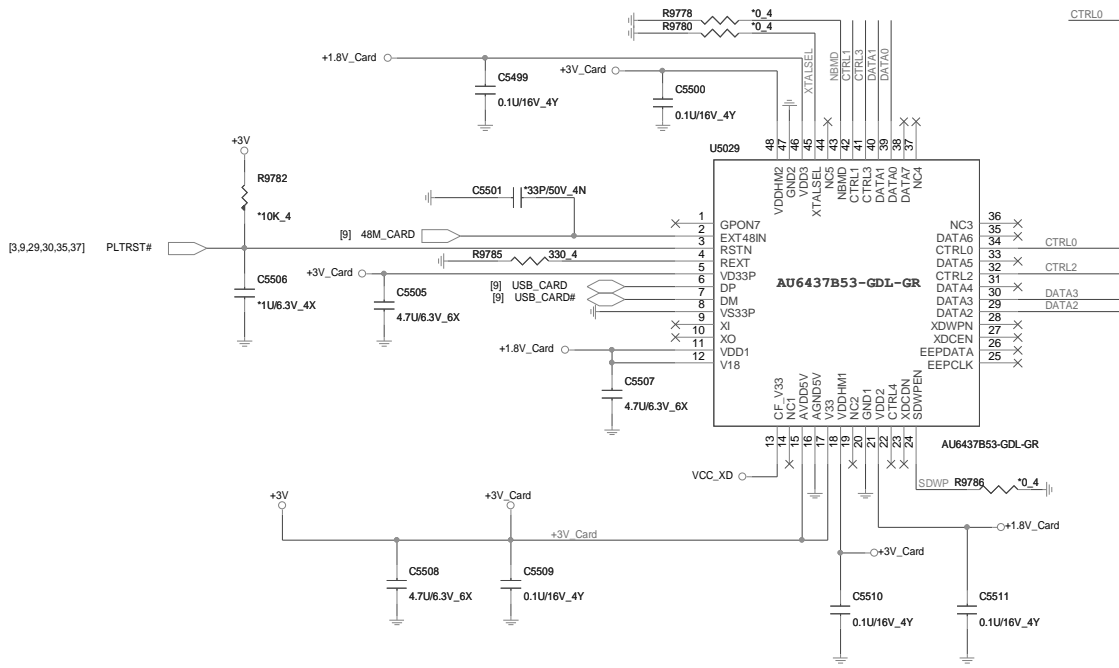 R9778 *0_4
R9780 *0_4
CTRL0
+1.8V_Card
+3V_Card
C5499
0.1U/16V_4Y
C5500
0.1U/16V_4Y
XTALSEL
NBMD
CTRL1
CTRL3
DATA1
DATA0
+3V
R9782
*10K_4
U5029
48 47 46 45 44 43 42 41 40 39 38 37
VDDHM2
GND2
VDD3
XTALSEL
NC5
NBMD
CTRL1
CTRL3
DATA1
DATA0
DATA7
NC4
C5501 *33P/50V_4N
[3,9,29,30,35,37] PLTRST#
[9] 48M_CARD
R9785 330_4
+3V_Card
[9] USB_CARD
[9] USB_CARD#
C5506
*1U/6.3V_4X
C5505
4.7U/6.3V_6X
+1.8V_Card
C5507
4.7U/6.3V_6X
1 GPON7
2 EXT48IN
3 RSTN
4 REXT
5 VD33P
6 DP
7 DM
8 VS33P
9 XI
10 XO
11 VDD1
12 V18
AU6437B53-GDL-GR
NC3 36
DATA6 35
CTRL0 34 CTRL0
DATA5 33
CTRL2 32 CTRL2
DATA4 31
DATA3 30 DATA3
DATA2 29 DATA2
XDWPN 28
XDCEN 27
EEPDATA 26
EEPCLK 25
CF_V33
NC1
AVDD5V
AGND5V
V33
VDDHM1
NC2
GND1
VDD2
CTRL4
XDCDN
SDWPEN
13 14 15 16 17 18 19 20 21 22 23 24
AU6437B53-GDL-GR
VCC_XD
SDWP R9786 *0_4
+3V
+3V_Card
+3V_Card
+1.8V_Card
+3V_Card
C5508
4.7U/6.3V_6X
C5509
0.1U/16V_4Y
C5510
0.1U/16V_4Y
C5511
0.1U/16V_4Y